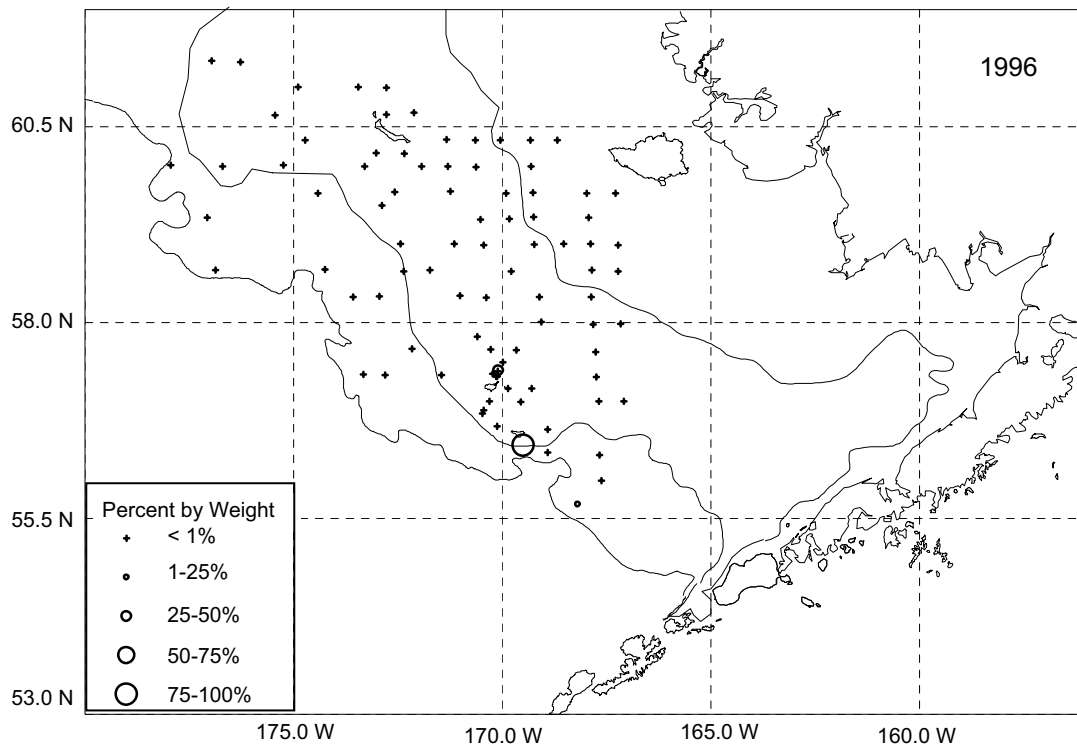 1996
60.5 N
58.0 N
55.5 N
53.0 N
Percent by Weight
< 1%
1-25%
25-50%
50-75%
75-100%
175.0 W
170.0 W
165.0 W
160.0 W